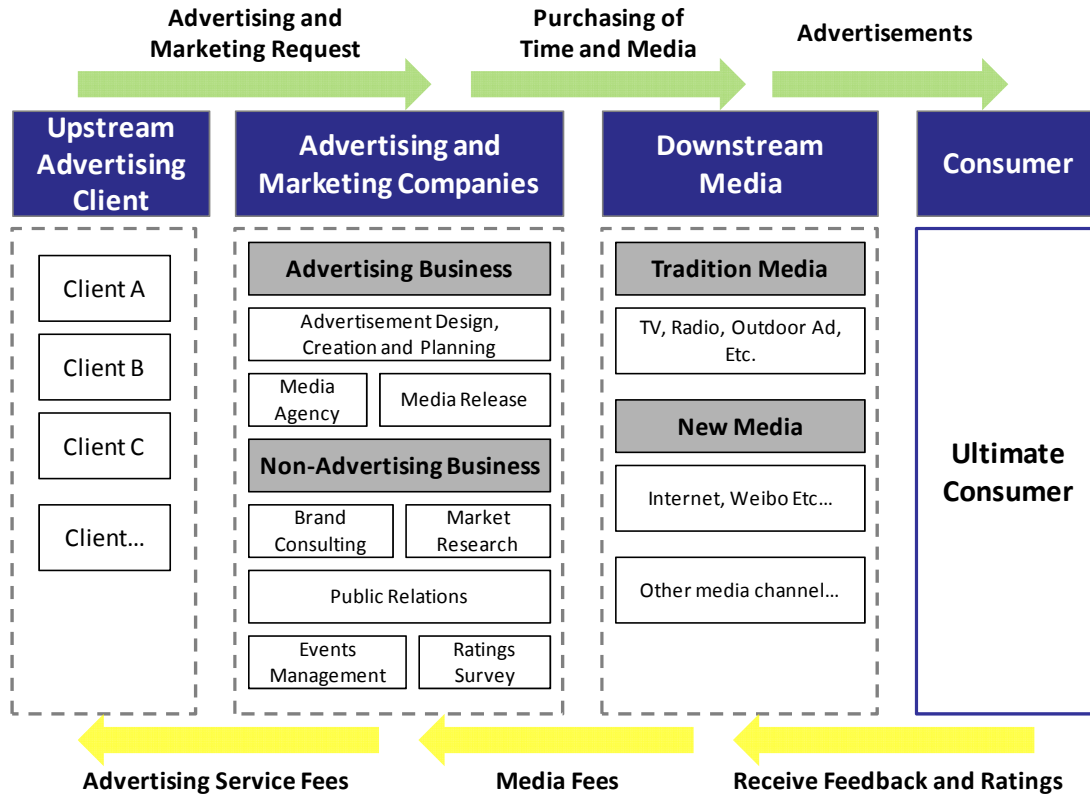 Advertising and
Marketing Request
Purchasing of
Time and Media
Advertisements
Upstream
Advertising
Client
Advertising and
Marketing Companies
Downstream
Media
Consumer
Client A
Client B
Client C
Client...
Advertising Business
Advertisement Design,
Creation and Planning
Media
Agency
Media Release
Non-Advertising Business
Brand
Consulting
Market
Research
Public Relations
Events
Management
Ratings
Survey
Tradition Media
TV, Radio, Outdoor Ad,
Etc.
New Media
Internet, Weibo Etc...
Other media channel...
Ultimate
Consumer
Advertising Service Fees
Media Fees
Receive Feedback and Ratings